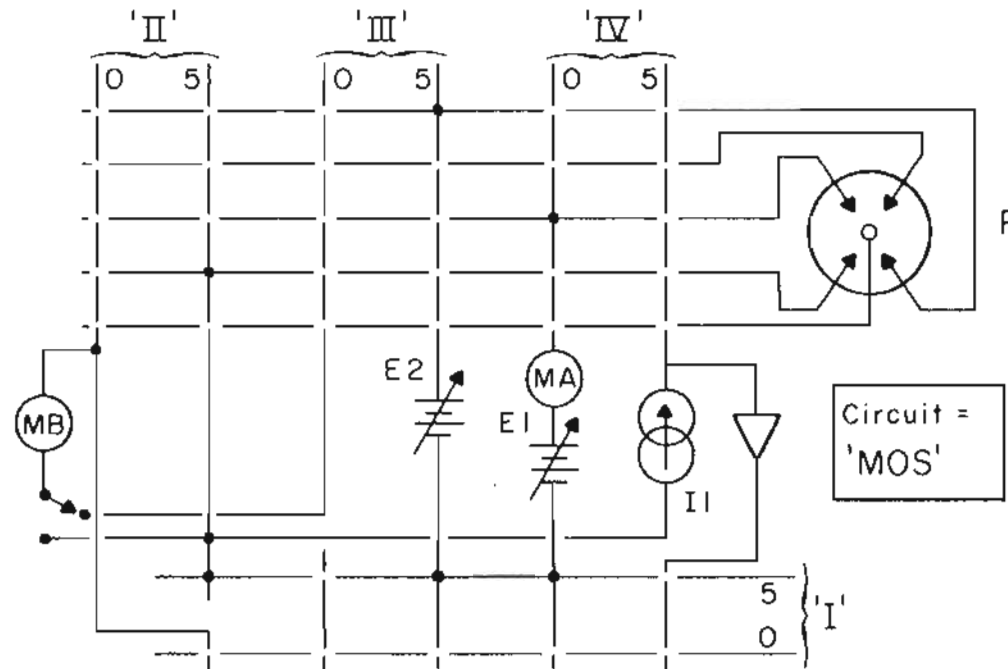 'II' 'III' 'IV'
0 5 0 5 0 5
E2
MA
MB
E1
I1
Circuit =
'MOS'
5
0
'I'